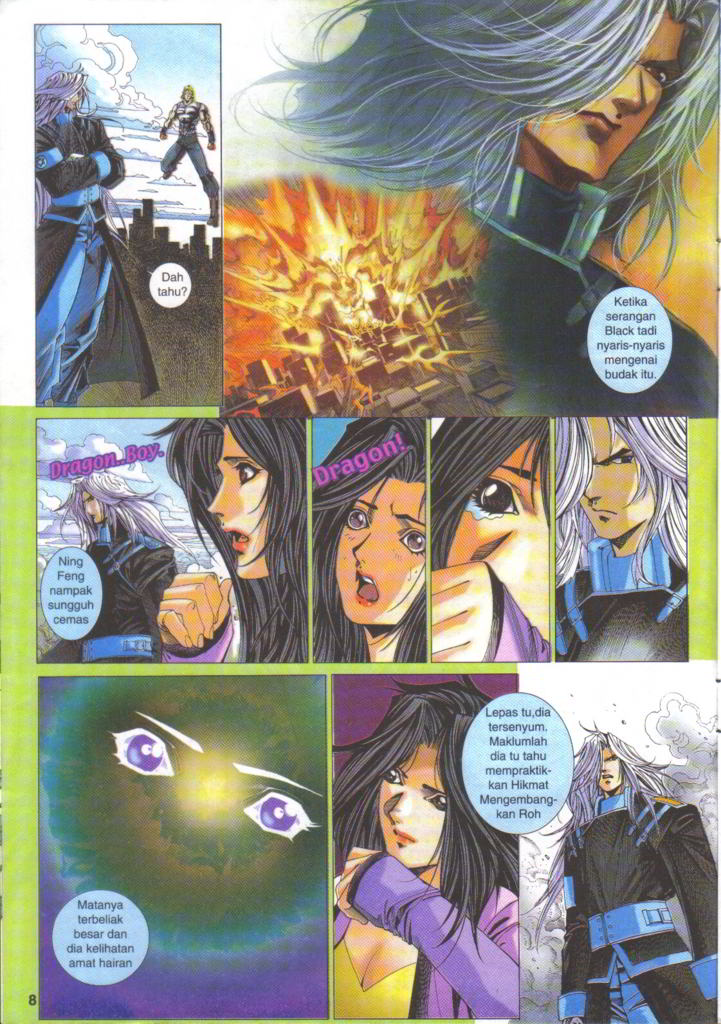 Dah
tahu?
Ketika
serangan
Black tadi
nyaris-nyaris
mengenai
budak itu.
Dragon..Boy.
Ning
Feng
nampak
sungguh
cemas
Dragon!
Matanya
terbeliak
besar dan
dia kelihatan
amat hairan
Lepas tu,dia
tersenyum.
Maklumlah
dia tu tahu
mempraktik-
kan Hikmat
Mengembang-
kan Roh
8